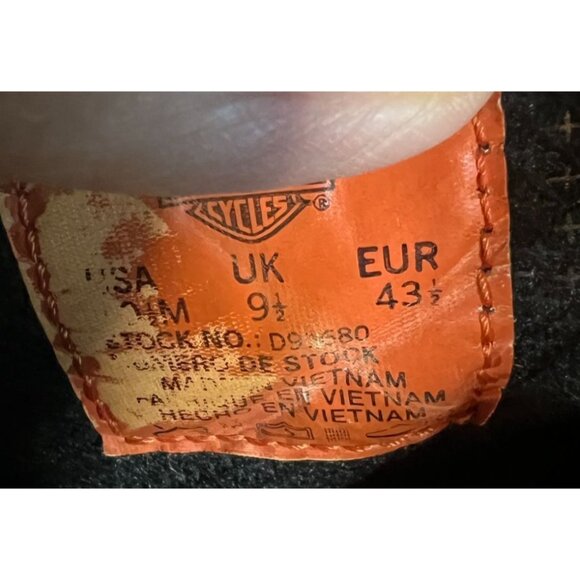 CYCLES ®
USA UK EUR
M 9½ 43½
STOCK NO.:
DE STOCK
VIETNAM
EN VIETNAM
HECHO EN VIETNAM